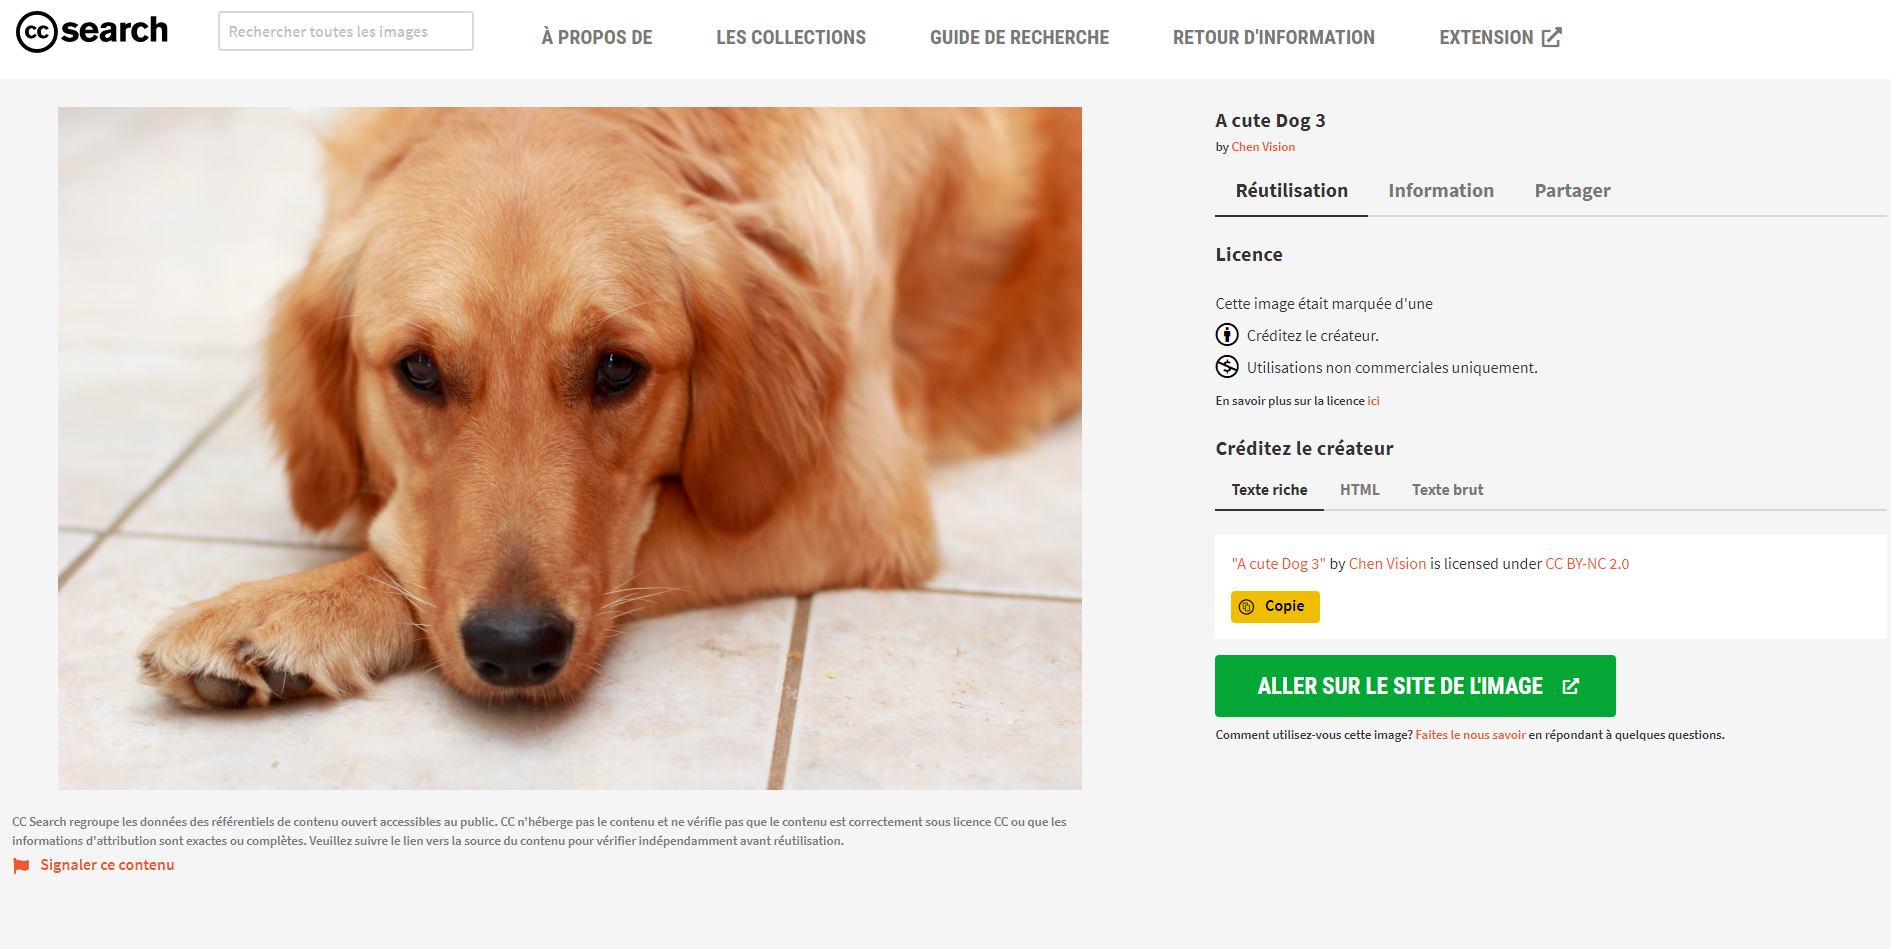 cc search
Rechercher toutes les images
À PROPOS DE
LES COLLECTIONS
GUIDE DE RECHERCHE
RETOUR D'INFORMATION
EXTENSION
A cute Dog 3
by Chen Vision
Réutilisation
Information
Partager
Licence
Cette image était marquée d'une
Créditez le créateur.
Utilisations non commerciales uniquement.
En savoir plus sur la licence ici
Créditez le créateur
Texte riche
HTML
Texte brut
"A cute Dog 3" by Chen Vision is licensed under CC BY-NC 2.0
Copie
ALLER SUR LE SITE DE L'IMAGE
Comment utilisez-vous cette image? Faites le nous savoir en répondant à quelques questions.
CC Search regroupe les données des référentiels de contenu ouvert accessibles au public. CC n'héberge pas le contenu et ne vérifie pas que le contenu est correctement sous licence CC ou que les
informations d'attribution sont exactes ou complètes. Veuillez suivre le lien vers la source du contenu pour vérifier indépendamment avant réutilisation.
Signaler ce contenu